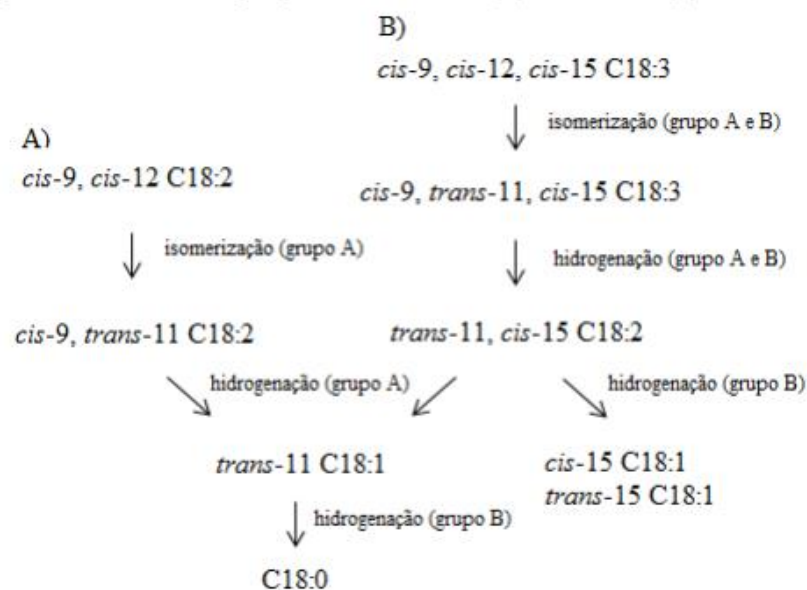 B)
cis-9, cis-12, cis-15 C18:3
isomerização (grupo A e B)
A)
cis-9, cis-12 C18:2
cis-9, trans-11, cis-15 C18:3
isomerização (grupo A)
hidrogenação (grupo A e B)
cis-9, trans-11 C18:2
trans-11, cis-15 C18:2
hidrogenação (grupo A)
hidrogenação (grupo B)
trans-11 C18:1
cis-15 C18:1
trans-15 C18:1
hidrogenação (grupo B)
C18:0